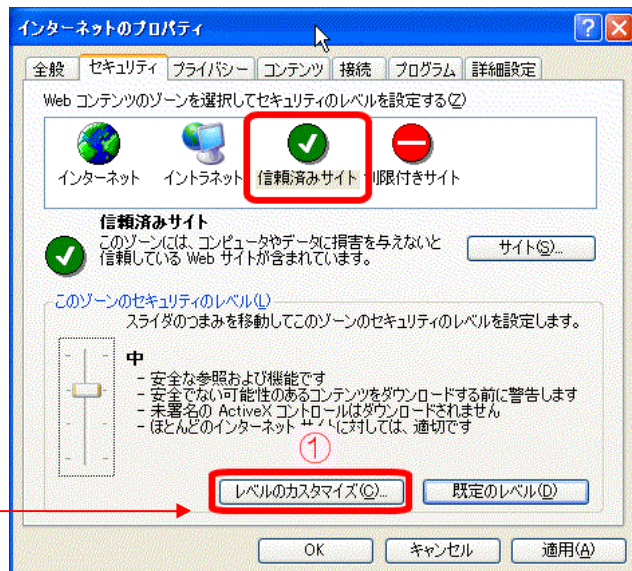 インターネットのプロパティ
全般 セキュリティ プライバシー コンテンツ 接続 プログラム 詳細設定
Web コンテンツのゾーンを選択してセキュリティのレベルを設定する(Z)
インターネット イントラネット 信頼済みサイト 限付きサイト
信頼済みサイト
このゾーンには、コンピュータやデータに損害を与えないと
信頼している Web サイトが含まれています。
サイト(S)...
このゾーンのセキュリティのレベル(L)
スライダのつまみを移動してこのゾーンのセキュリティのレベルを設定します。
中
- 安全な参照および機能です
- 安全でない可能性のあるコンテンツをダウンロードする前に警告します
- 未署名の ActiveX コントロールはダウンロードされません
- ほとんどのインターネット サイトに対しては、適切です
①
レベルのカスタマイズ(C)... 既定のレベル(D)
OK キャンセル 適用(A)